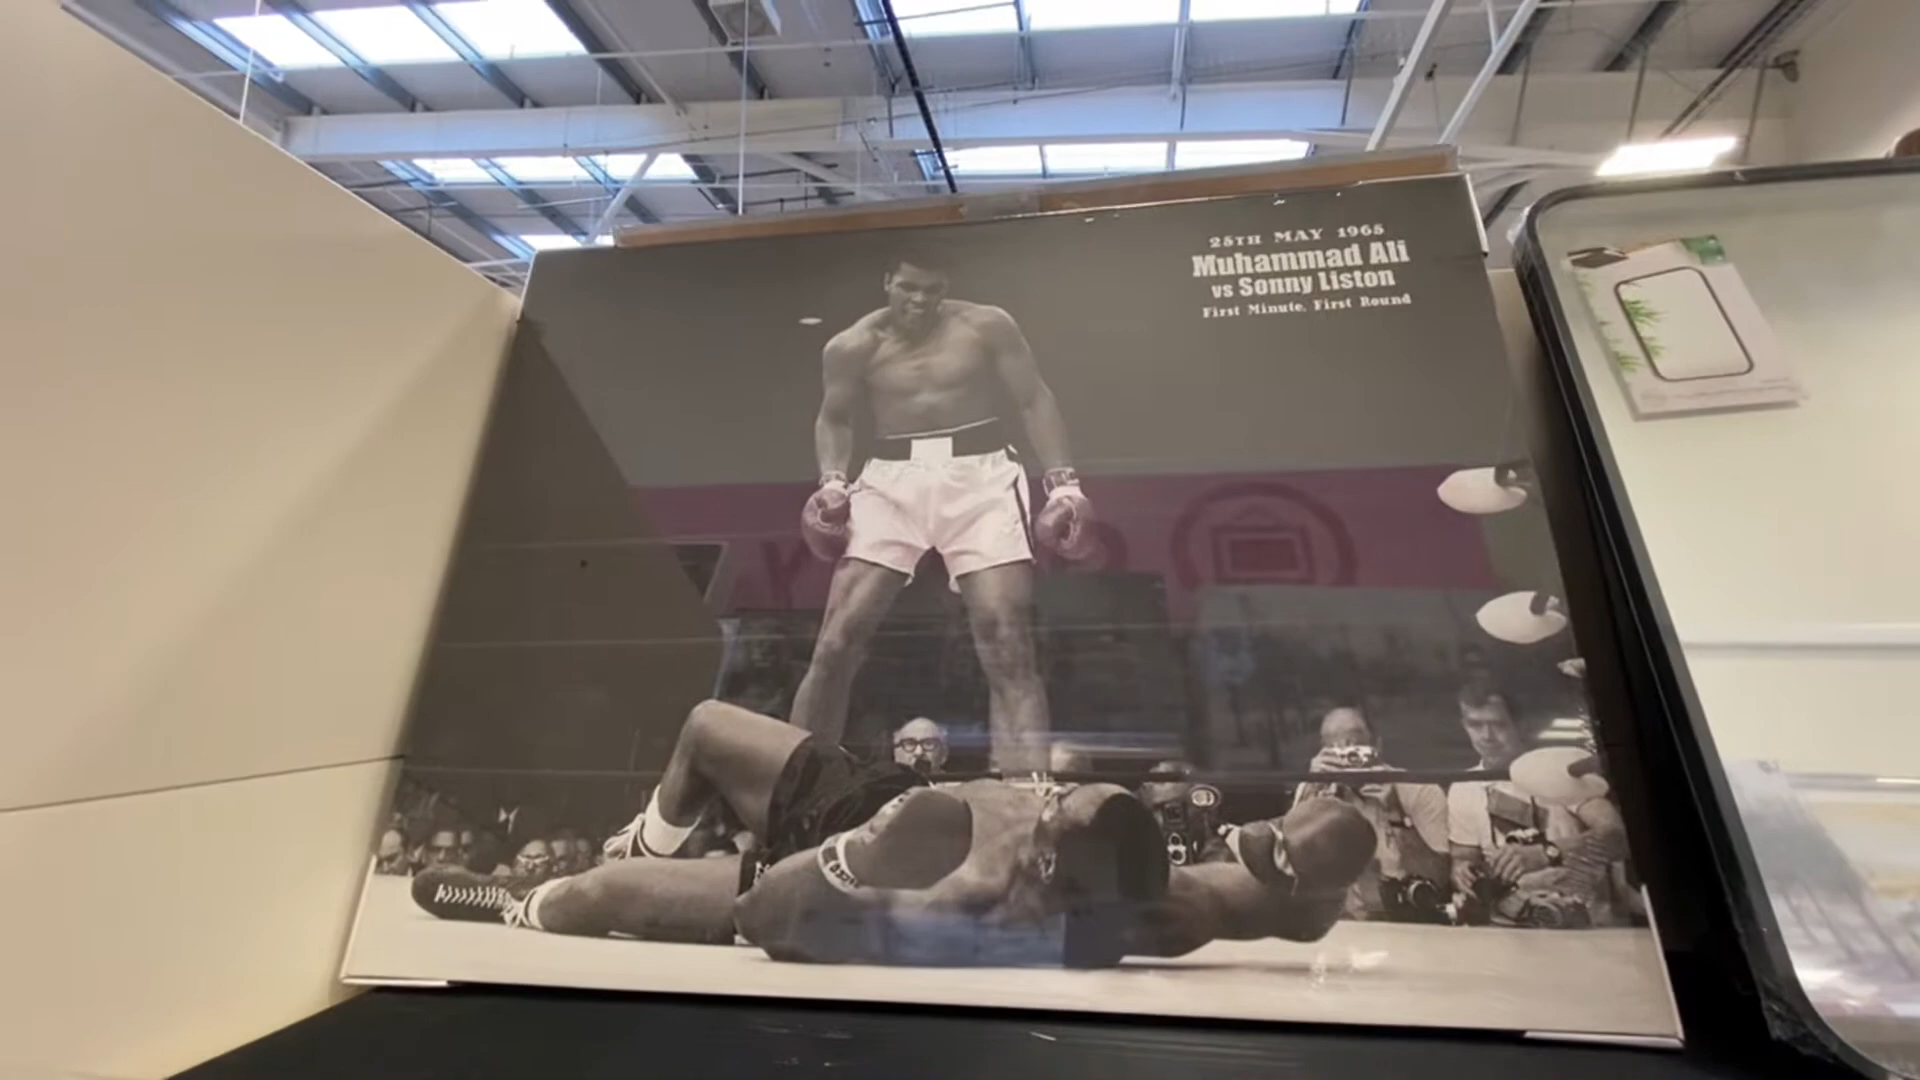 25TH MAY 1965
Muhammad Ali
vs Sonny Liston
First Minute, First Round